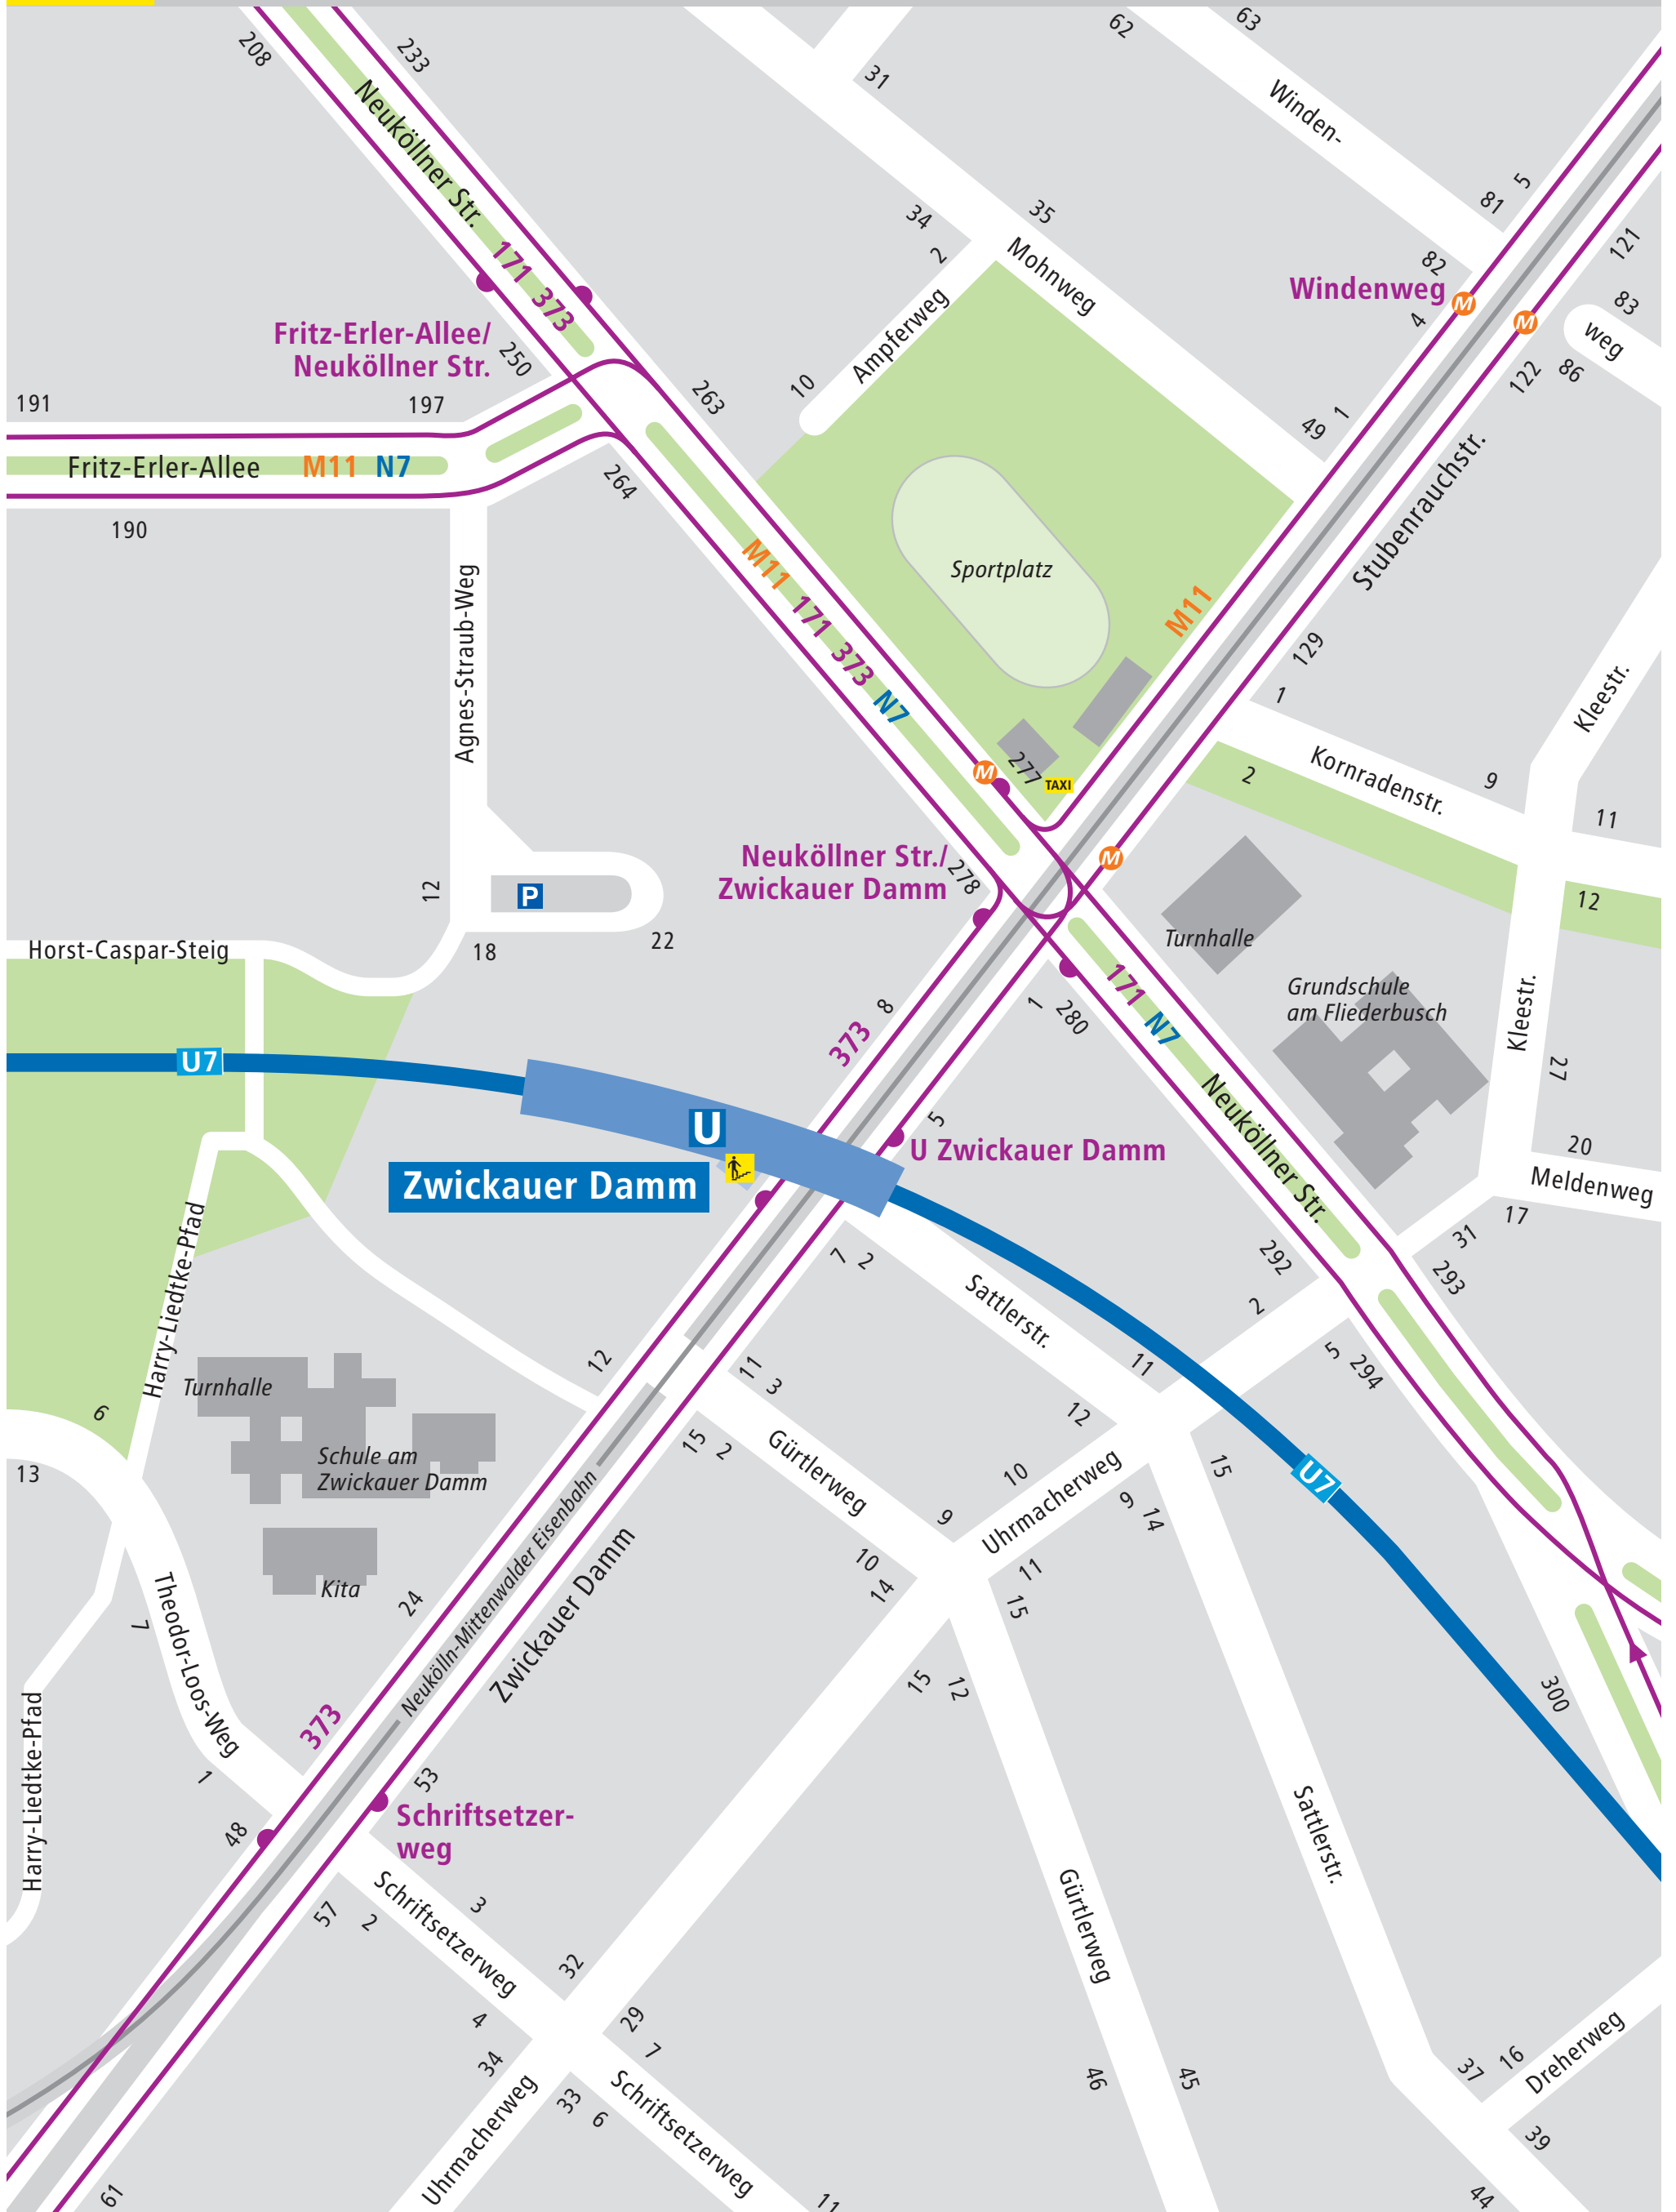 208
233
62
63
31
Winden-
Neuköllner Str.
171 373
34
35
2
Mohnweg
81
5
82
121
Windenweg
M
M
4
83
weg
122
86
Fritz-Erler-Allee/
Neuköllner Str.
250
Ampferweg
10
263
191
197
49
1
Fritz-Erler-Allee
M11
N7
264
190
Stubenrauchstr.
Sportplatz
M11
M11 171 373 N7
Agnes-Straub-Weg
129
1
Kleestr.
Kornradenstr.
2
9
11
M
277
TAXI
Neuköllner Str./
Zwickauer Damm
278
M
12
P
12
Turnhalle
Horst-Caspar-Steig
18
22
171 N7
Grundschule
am Fliederbusch
8
1
280
373
Kleestr.
27
U7
U
5
U Zwickauer Damm
Neuköllner Str.
20
Meldenweg
17
Zwickauer Damm
31
7
2
292
293
Harry-Liedtke-Pfad
Sattlerstr.
2
12
11
3
11
5
294
Turnhalle
6
12
15
2
Gürtlerweg
Schule am
Zwickauer Damm
13
10
Uhrmacherweg
15
U7
9
9
14
Neukölln-Mittenwalder Eisenbahn
Zwickauer Damm
Kita
10
14
11
15
24
7
Theodor-Loos-Weg
15
12
300
373
Harry-Liedtke-Pfad
1
53
Schriftsetzer-
weg
48
Sattlerstr.
57
2
Schriftsetzerweg
3
Gürtlerweg
32
4
29
7
34
Dreherweg
16
37
46
45
Uhrmacherweg
33
6
Schriftsetzerweg
39
61
11
44